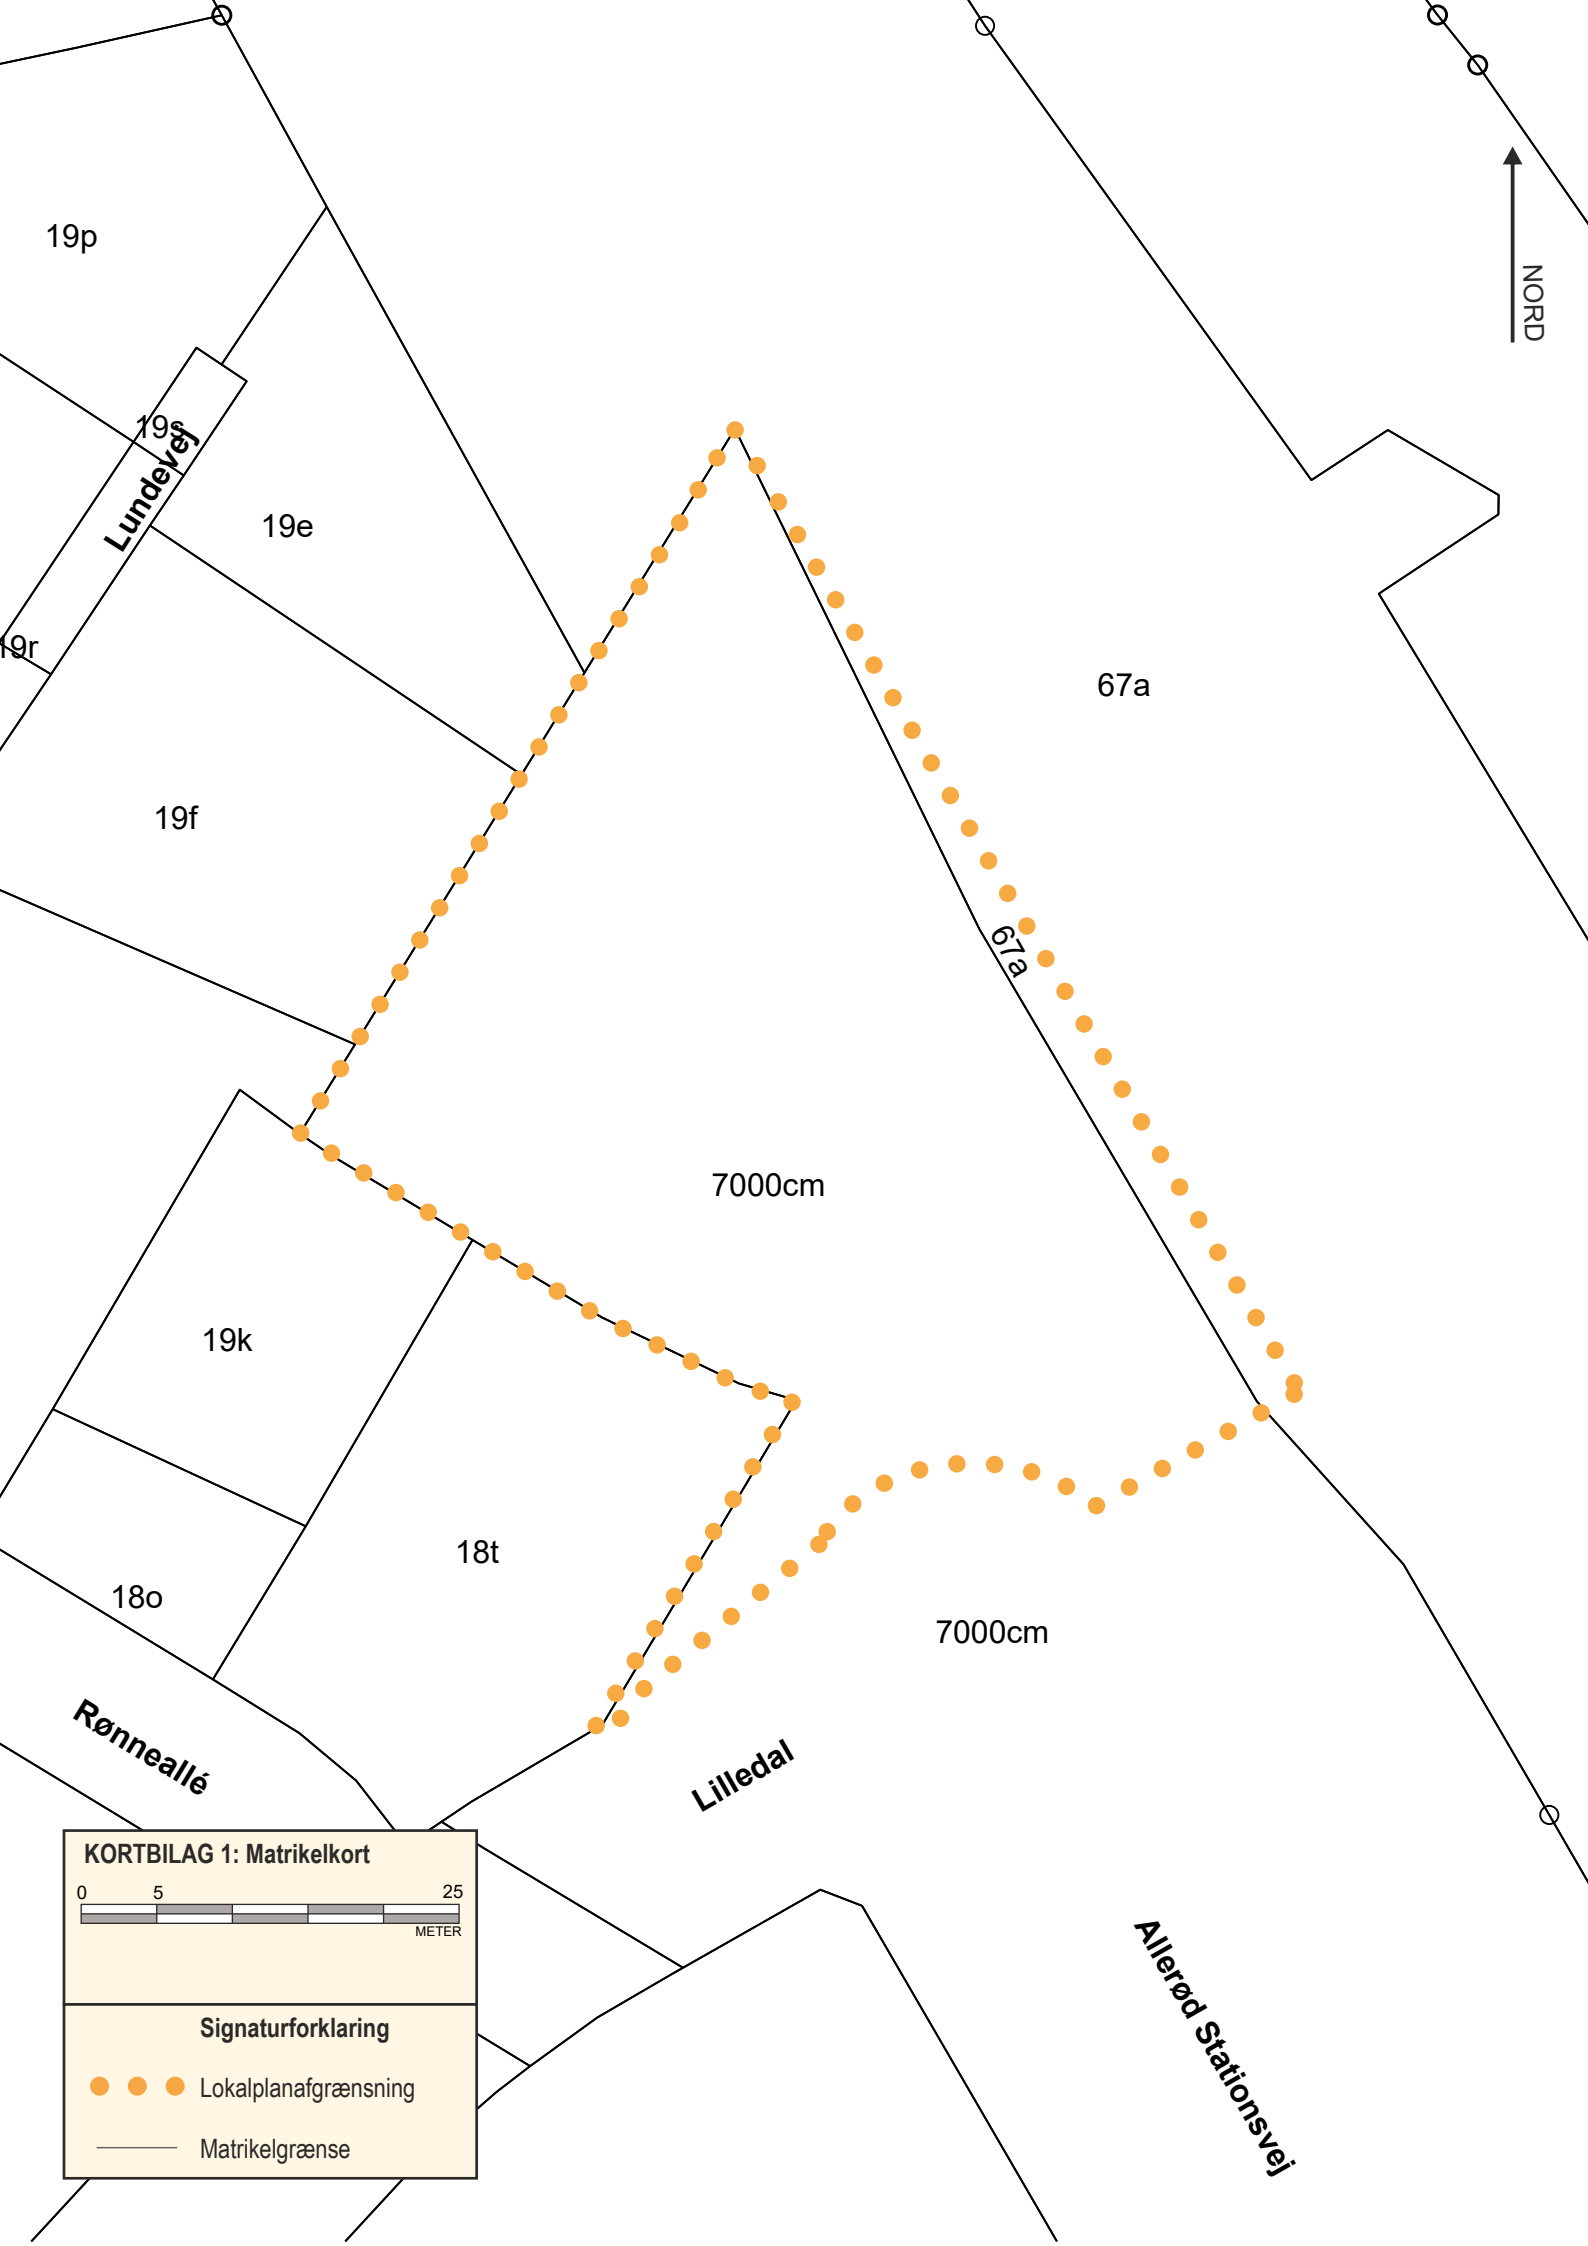 NORD
19p
19s
Lundevej
19e
19r
67a
19f
67a
7000cm
19k
18t
18o
7000cm
Rønneallé
Lilledal
Allerød Stationsvej
KORTBILAG 1: Matrikelkort
0 5 25
METER
Signaturforklaring
Lokalplanafgrænsning
Matrikelgrænse